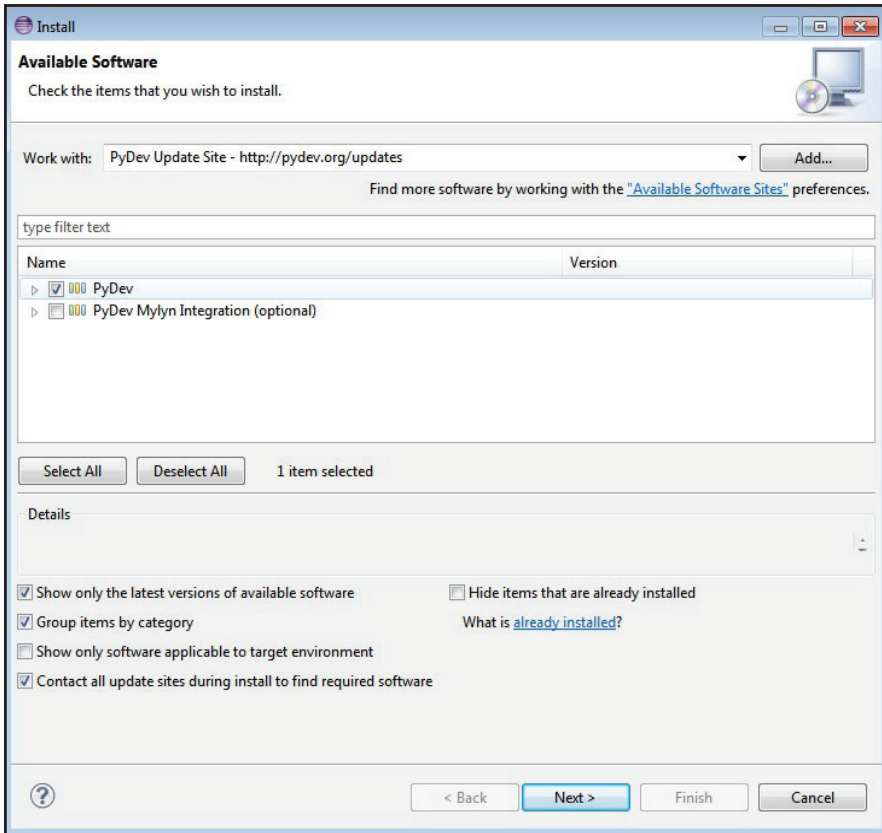 Install
Available Software
Check the items that you wish to install.
Work with: PyDev Update Site - http://pydev.org/updates Add...
Find more software by working with the "Available Software Sites" preferences.
type filter text
Name Version
PyDev
PyDev Mylyn Integration (optional)
Select All Deselect All 1 item selected
Details
Show only the latest versions of available software Hide items that are already installed
Group items by category What is already installed?
Show only software applicable to target environment
Contact all update sites during install to find required software
? < Back Next > Finish Cancel